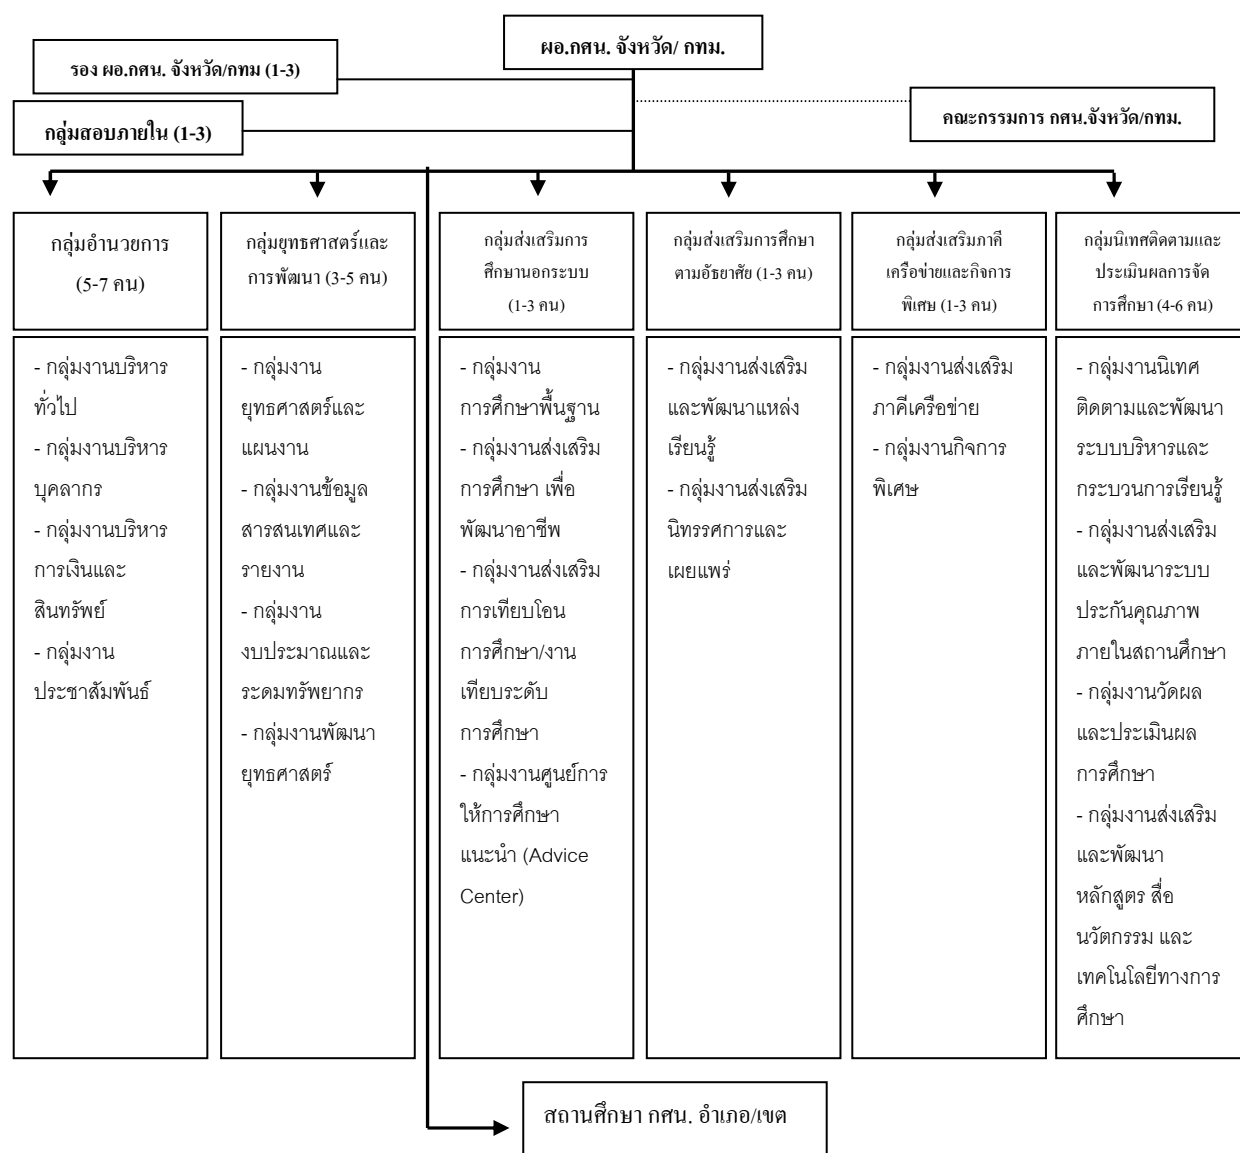 ผอ.กศน. จังหวัด/ กทม.
รอง ผอ.กศน. จังหวัด/กทม (1-3)
คณะกรรมการ กศน.จังหวัด/กทม.
กลุ่มสอบภายใน (1-3)
กลุ่มอำนวยการ
(5-7 คน)
กลุ่มยุทธศาสตร์และ
การพัฒนา (3-5 คน)
กลุ่มส่งเสริมการ
ศึกษานอกระบบ
(1-3 คน)
กลุ่มส่งเสริมการศึกษา
ตามอัธยาศัย (1-3 คน)
กลุ่มส่งเสริมภาคี
เครือข่ายและกิจการ
พิเศษ (1-3 คน)
กลุ่มนิเทศติดตามและ
ประเมินผลการจัด
การศึกษา (4-6 คน)
- กลุ่มงานบริหาร
ทั่วไป
- กลุ่มงานบริหาร
บุคลากร
- กลุ่มงานบริหาร
การเงินและ
สินทรัพย์
- กลุ่มงาน
ประชาสัมพันธ์
- กลุ่มงาน
ยุทธศาสตร์และ
แผนงาน
- กลุ่มงานข้อมูล
สารสนเทศและ
รายงาน
- กลุ่มงาน
งบประมาณและ
ระดมทรัพยากร
- กลุ่มงานพัฒนา
ยุทธศาสตร์
- กลุ่มงาน
การศึกษาพื้นฐาน
- กลุ่มงานส่งเสริม
การศึกษา เพื่อ
พัฒนาอาชีพ
- กลุ่มงานส่งเสริม
การเทียบโอน
การศึกษา/งาน
เทียบระดับ
การศึกษา
- กลุ่มงานศูนย์การ
ให้การศึกษา
แนะนำ (Advice
Center)
- กลุ่มงานส่งเสริม
และพัฒนาแหล่ง
เรียนรู้
- กลุ่มงานส่งเสริม
นิทรรศการและ
เผยแพร่
- กลุ่มงานส่งเสริม
ภาคีเครือข่าย
- กลุ่มงานกิจการ
พิเศษ
- กลุ่มงานนิเทศ
ติดตามและพัฒนา
ระบบบริหารและ
กระบวนการเรียนรู้
- กลุ่มงานส่งเสริม
และพัฒนาระบบ
ประกันคุณภาพ
ภายในสถานศึกษา
- กลุ่มงานวัดผล
และประเมินผล
การศึกษา
- กลุ่มงานส่งเสริม
และพัฒนา
หลักสูตร สื่อ
นวัตกรรม และ
เทคโนโลยีทางการ
ศึกษา
สถานศึกษา กศน. อำเภอ/เขต